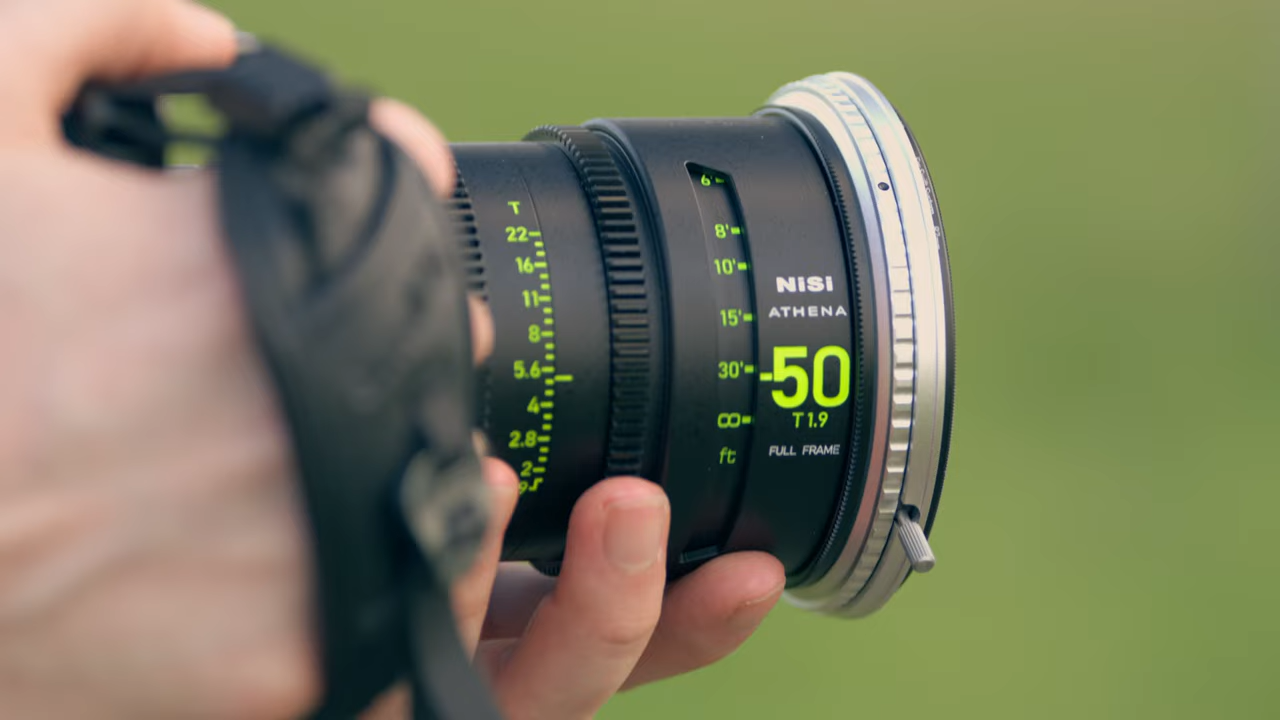 T
22
16
11
8
5.6
4
2.8
2
6'
8'
10'
15'
30'
∞
ft
NiSi
ATHENA
50
T1.9
FULL FRAME